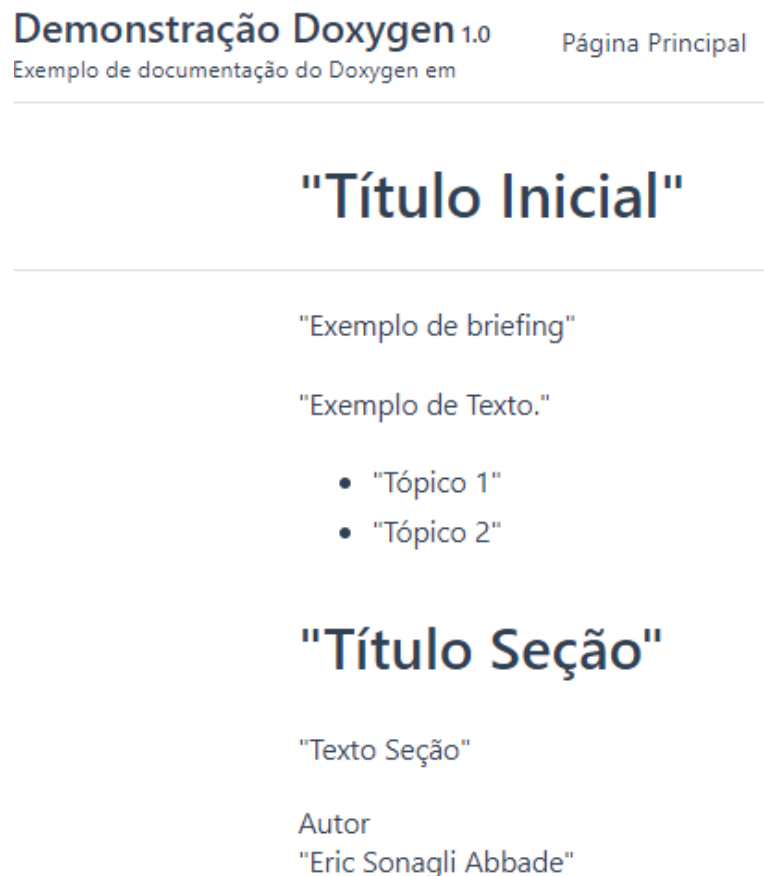 Demonstração Doxygen 1.0
Página Principal
Exemplo de documentação do Doxygen em
"Título Inicial"
"Exemplo de briefing"
"Exemplo de Texto."
• "Tópico 1"
• "Tópico 2"
"Título Seção"
"Texto Seção"
Autor
"Eric Sonagli Abbade"